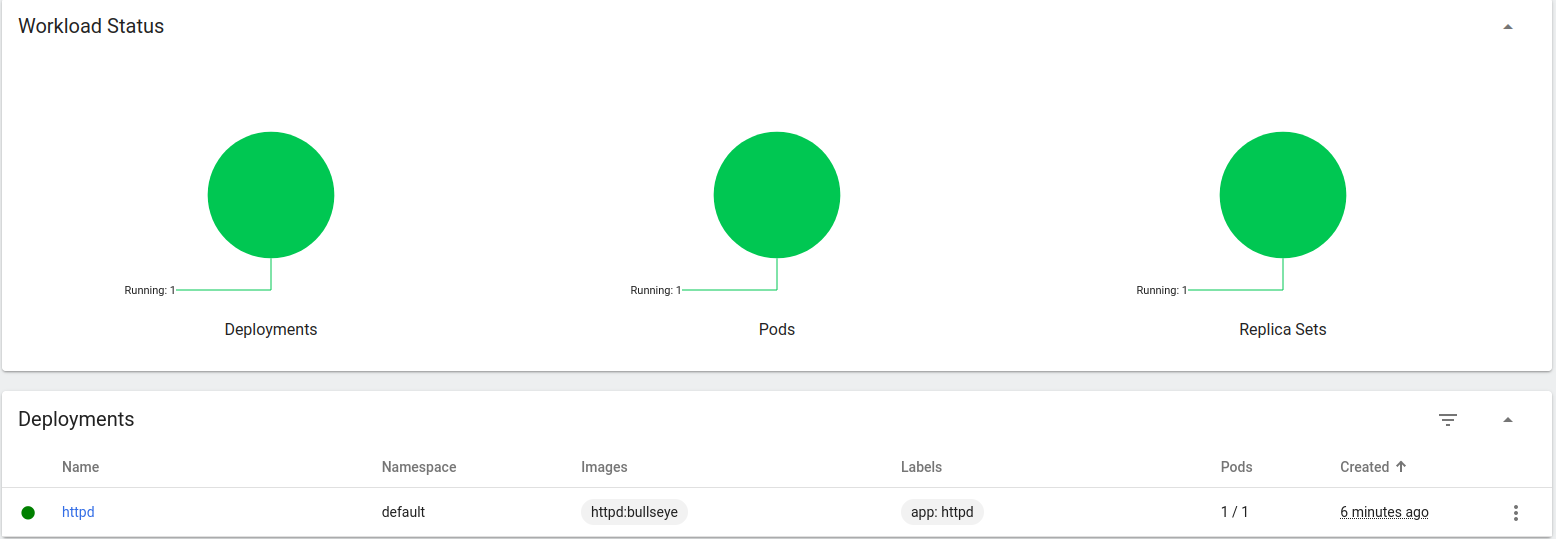 Workload Status
Running: 1 Running: 1 Running: 1
Deployments Pods Replica Sets
Deployments
Name Namespace Images Labels Pods Created
httpd default httpd:bullseye app: httpd 1 / 1 6 minutes ago